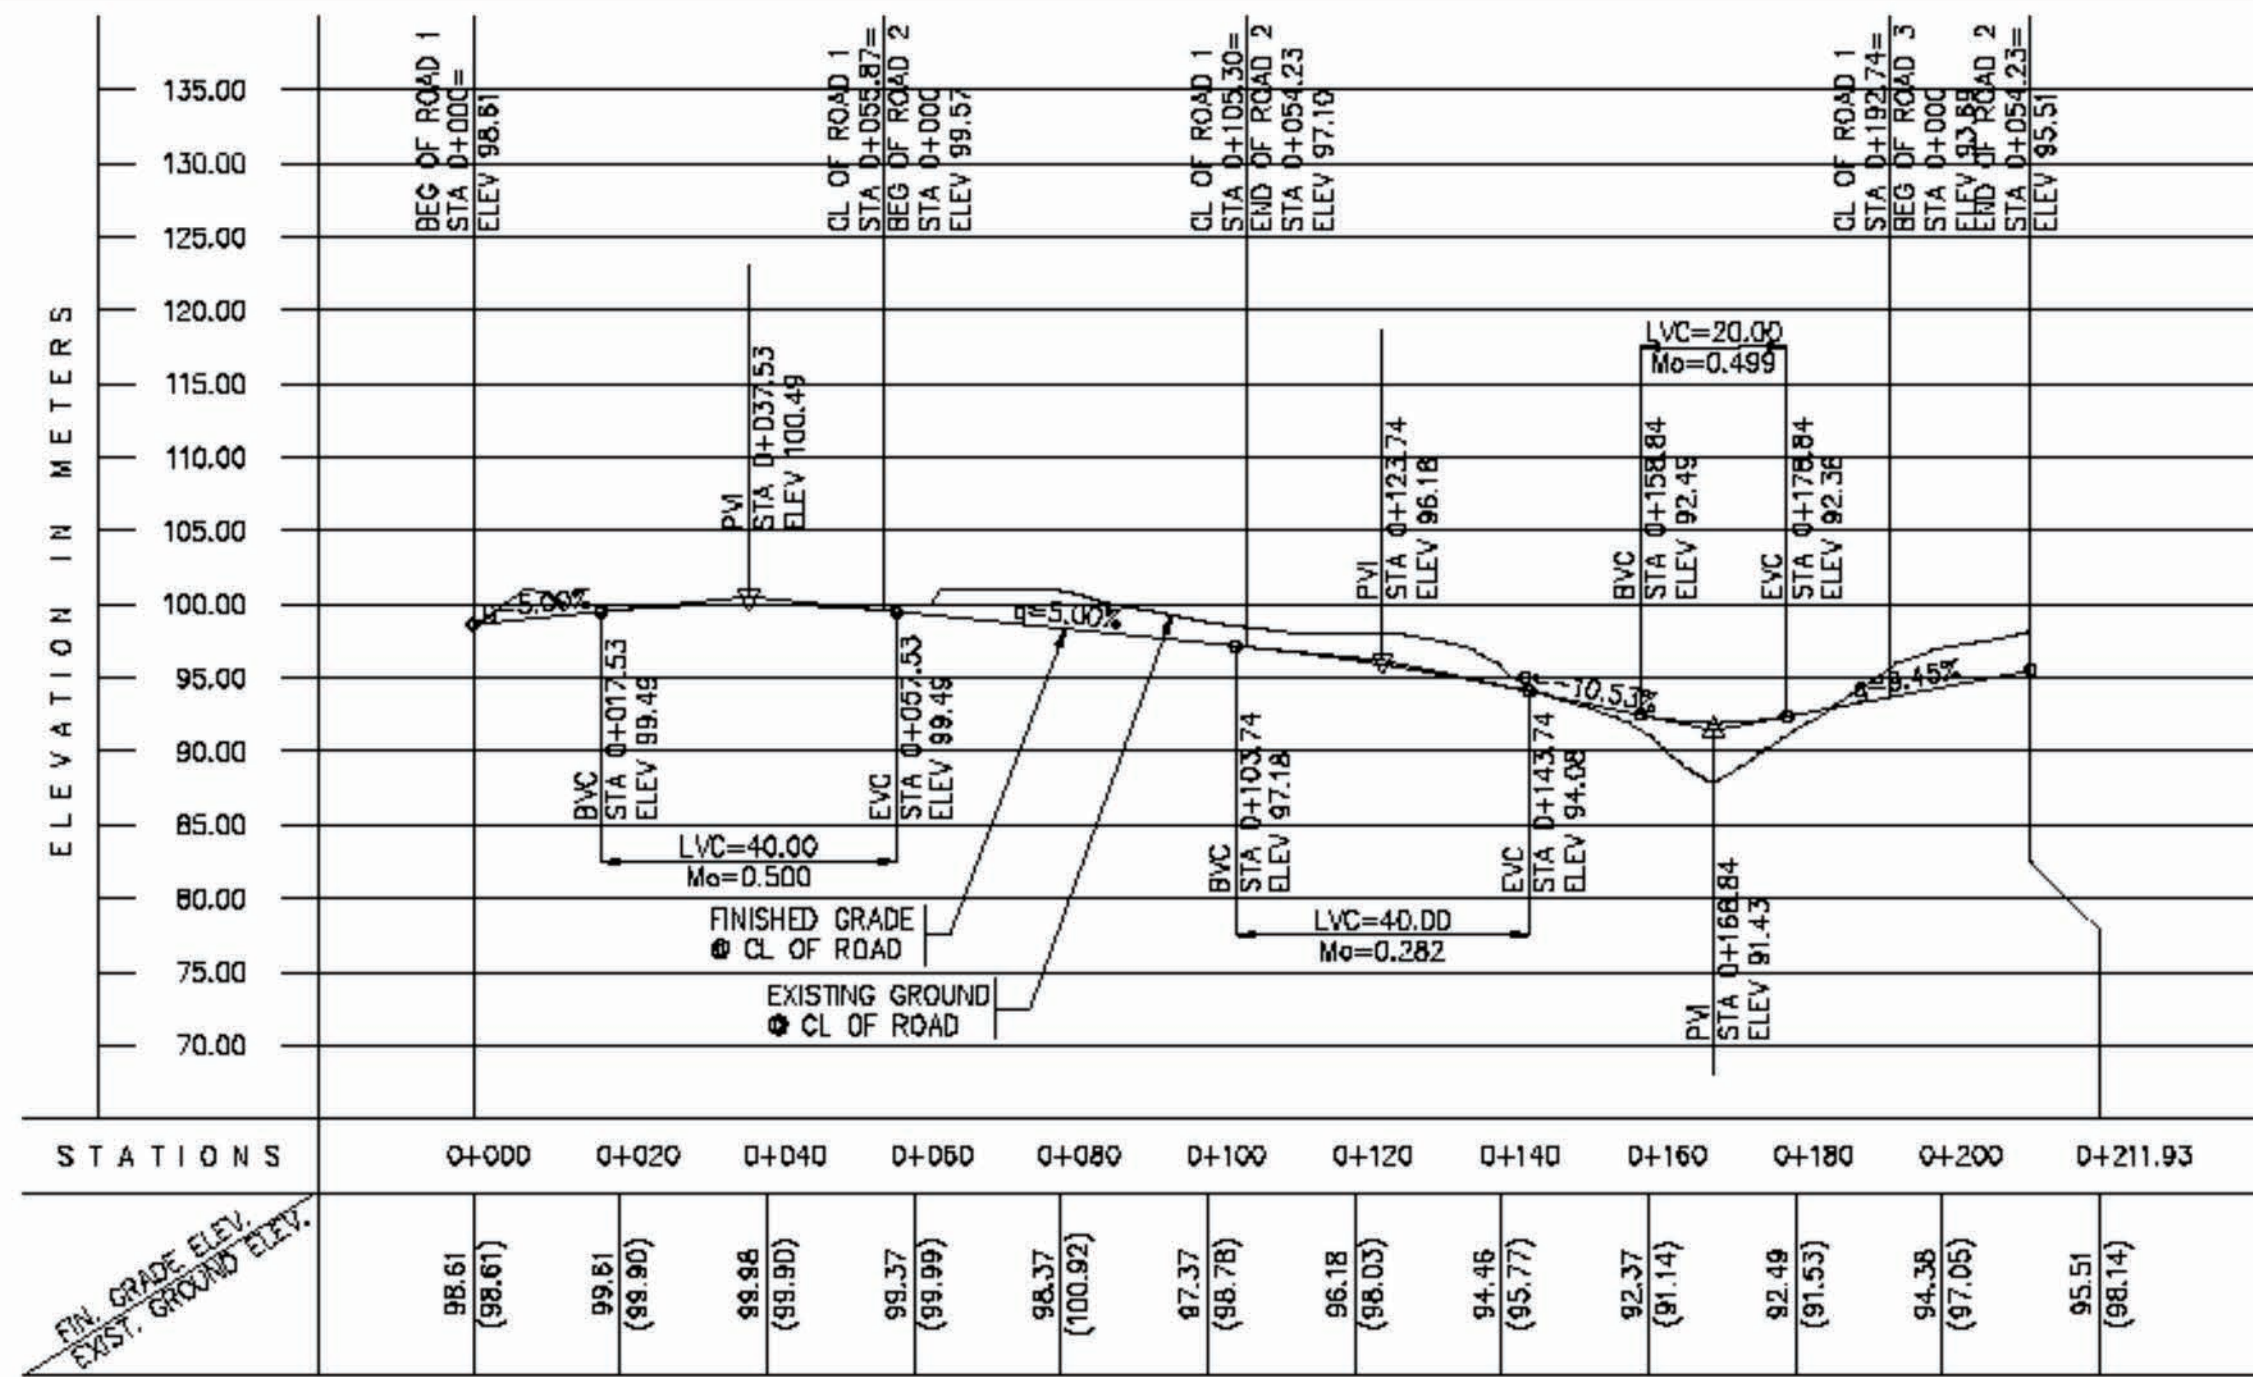 BEG OF ROAD 1
STA 0+000=
ELEV 98.61
CL OF ROAD 1
STA 0+055.87=
BEG OF ROAD 2
STA 0+000
ELEV 99.57
CL OF ROAD 1
STA 0+105.30=
END OF ROAD 2
STA 0+054.23
ELEV 97.10
CL OF ROAD 1
STA 0+192.74=
BEG OF ROAD 3
STA 0+000
ELEV 93.69
END OF ROAD 2
STA 0+054.23=
ELEV 95.51
ELEVATION IN METERS
135.00
130.00
125.00
120.00
115.00
110.00
105.00
100.00
95.00
90.00
85.00
80.00
75.00
70.00
PVI
STA 0+037.53
ELEV 100.49
PVI
STA 0+123.74
ELEV 96.18
LVC=20.00
Mo=0.499
BVC
STA 0+158.84
ELEV 92.49
EVC
STA 0+178.84
ELEV 92.36
g=5.00%
g=-5.00%
g=-10.53%
BVC
STA 0+017.53
ELEV 99.49
EVC
STA 0+057.53
ELEV 99.49
LVC=40.00
Mo=0.500
BVC
STA 0+103.74
ELEV 97.18
EVC
STA 0+143.74
ELEV 94.08
LVC=40.00
Mo=0.282
PVI
STA 0+168.84
ELEV 91.43
FINISHED GRADE
@ CL OF ROAD
EXISTING GROUND
@ CL OF ROAD
STATIONS 0+000 0+020 0+040 0+060 0+080 0+100 0+120 0+140 0+160 0+180 0+200 0+211.93
FIN. GRADE ELEV.
EXIST. GROUND ELEV.
98.61
(98.61)
99.61
(99.90)
99.98
(99.90)
99.37
(99.99)
98.37
(100.92)
97.37
(98.78)
96.18
(98.03)
94.46
(95.77)
92.37
(91.14)
92.49
(91.53)
94.38
(97.05)
95.51
(98.14)